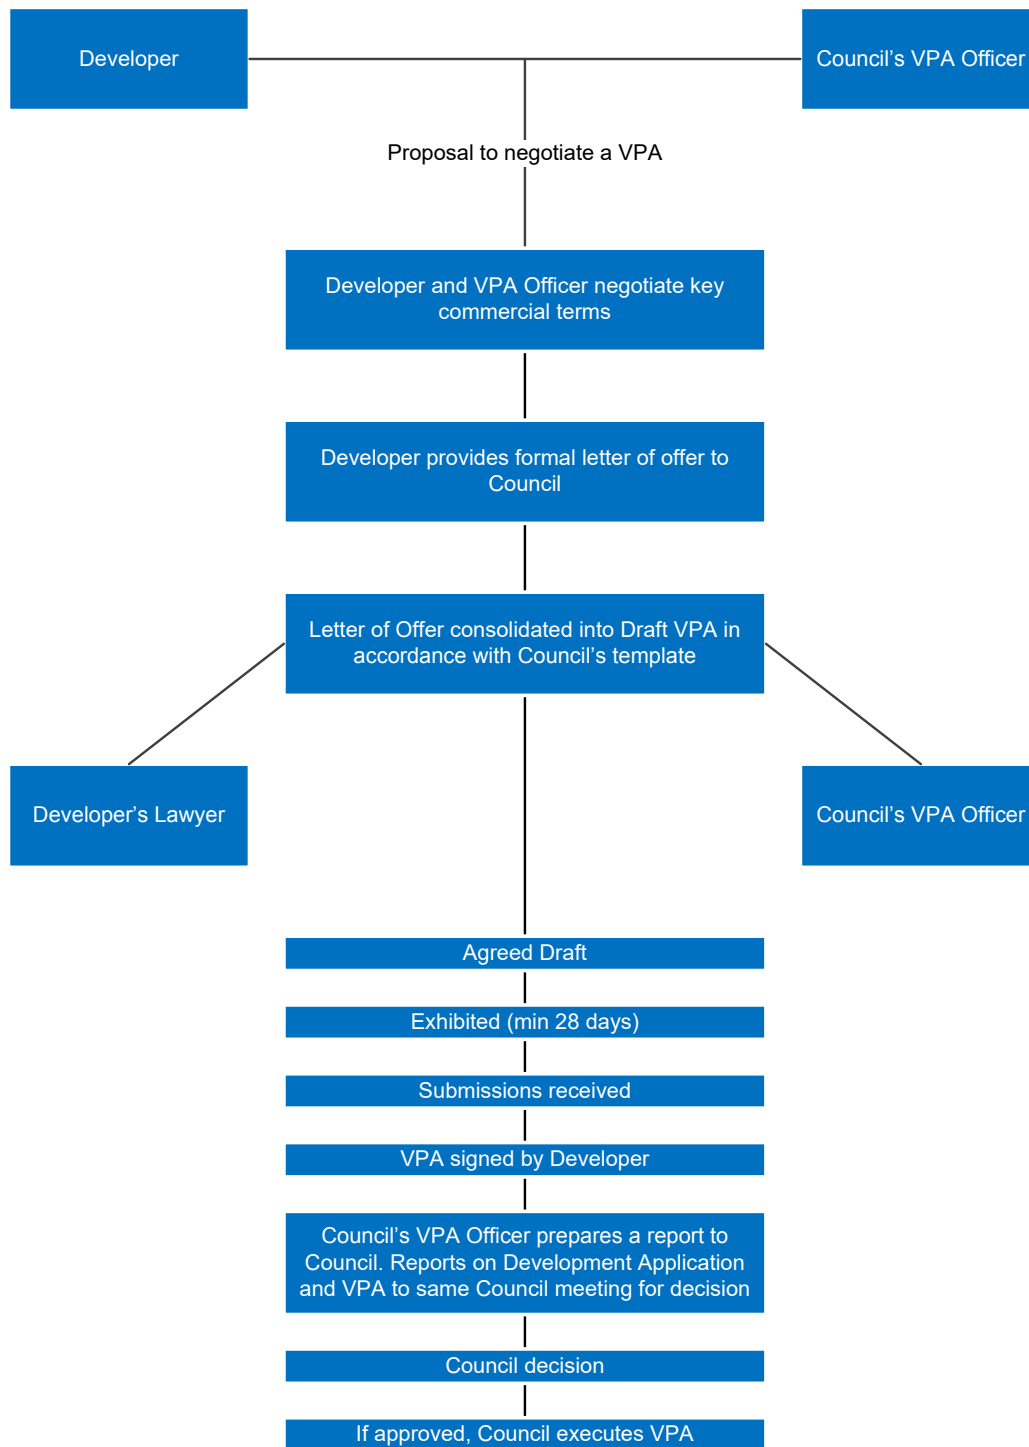 Developer
Council’s VPA Officer
Proposal to negotiate a VPA
Developer and VPA Officer negotiate key
commercial terms
Developer provides formal letter of offer to
Council
Letter of Offer consolidated into Draft VPA in
accordance with Council’s template
Developer’s Lawyer
Council’s VPA Officer
Agreed Draft
Exhibited (min 28 days)
Submissions received
VPA signed by Developer
Council’s VPA Officer prepares a report to
Council. Reports on Development Application
and VPA to same Council meeting for decision
Council decision
If approved, Council executes VPA